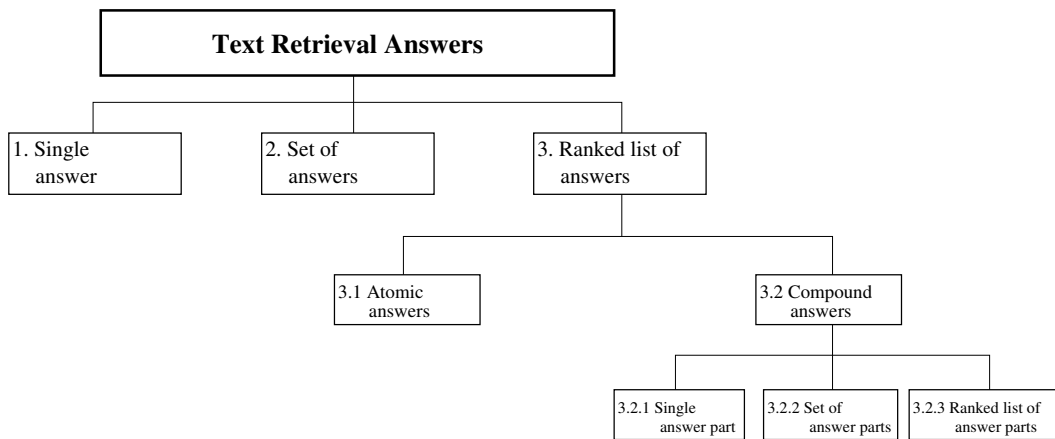 Text Retrieval Answers
1. Single
answer
2. Set of
answers
3. Ranked list of
answers
3.1 Atomic
answers
3.2 Compound
answers
3.2.1 Single
answer part
3.2.2 Set of
answer parts
3.2.3 Ranked list of
answer parts